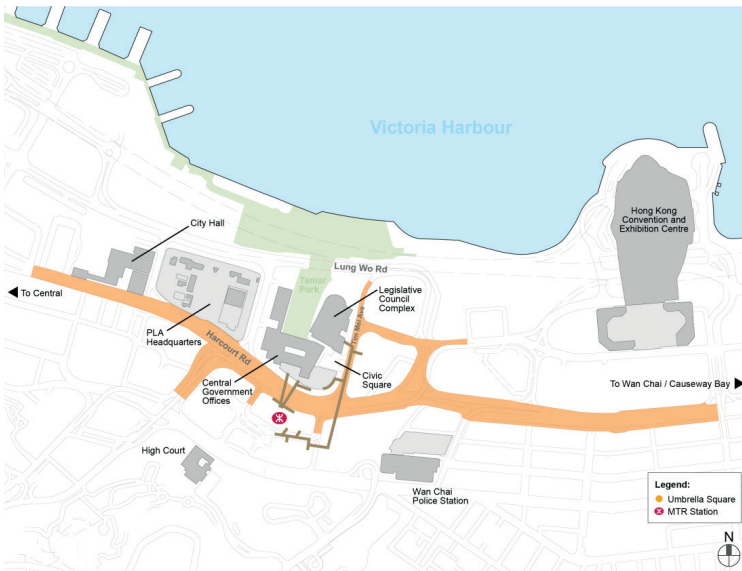 Victoria Harbour
Hong Kong
Convention and
Exhibition Centre
City Hall
Lung Wo Rd
Tamar
Park
Legislative
Council
Complex
To Central
Tim Mei Ave
PLA
Headquarters
Harcourt Rd
Civic
Square
Central
Government
Offices
To Wan Chai / Causeway Bay
High Court
Wan Chai
Police Station
Legend:
Umbrella Square
MTR Station
N